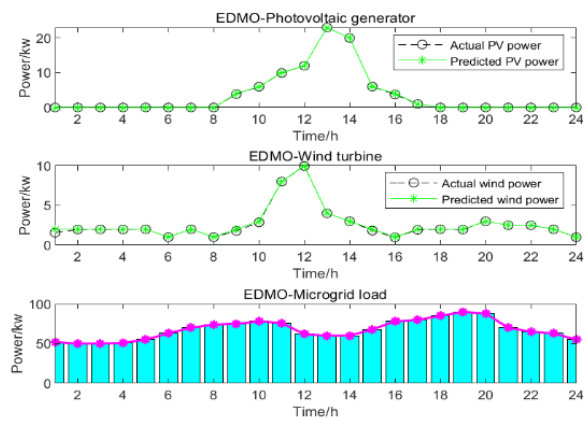 EDMO-Photovoltaic generator
Power/kw
20
10
0
Actual PV power
Predicted PV power
2 4 6 8 10 12 14 16 18 20 22 24
Time/h
EDMO-Wind turbine
Power/kw
10
5
0
Actual wind power
Predicted wind power
2 4 6 8 10 12 14 16 18 20 22 24
Time/h
EDMO-Microgrid load
Power/kw
100
50
0
2 4 6 8 10 12 14 16 18 20 22 24
Time/h